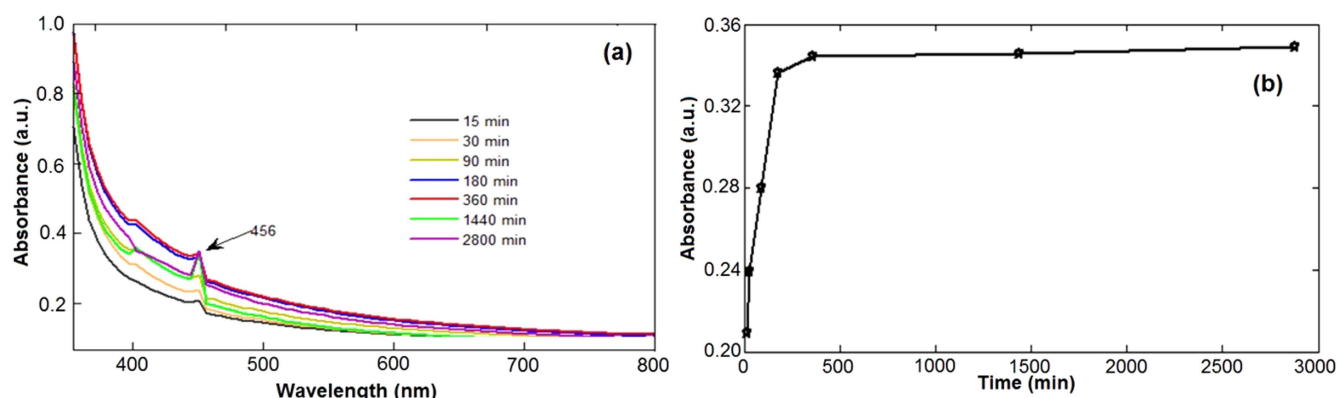 1.0
0.8
0.6
0.4
0.2
400
500
600
700
800
Absorbance (a.u.)
Wavelength (nm)
(a)
15 min
30 min
90 min
180 min
360 min
1440 min
2800 min
456
0.36
0.32
0.28
0.24
0.20
0
500
1000
1500
2000
2500
3000
Absorbance (a.u.)
Time (min)
(b)